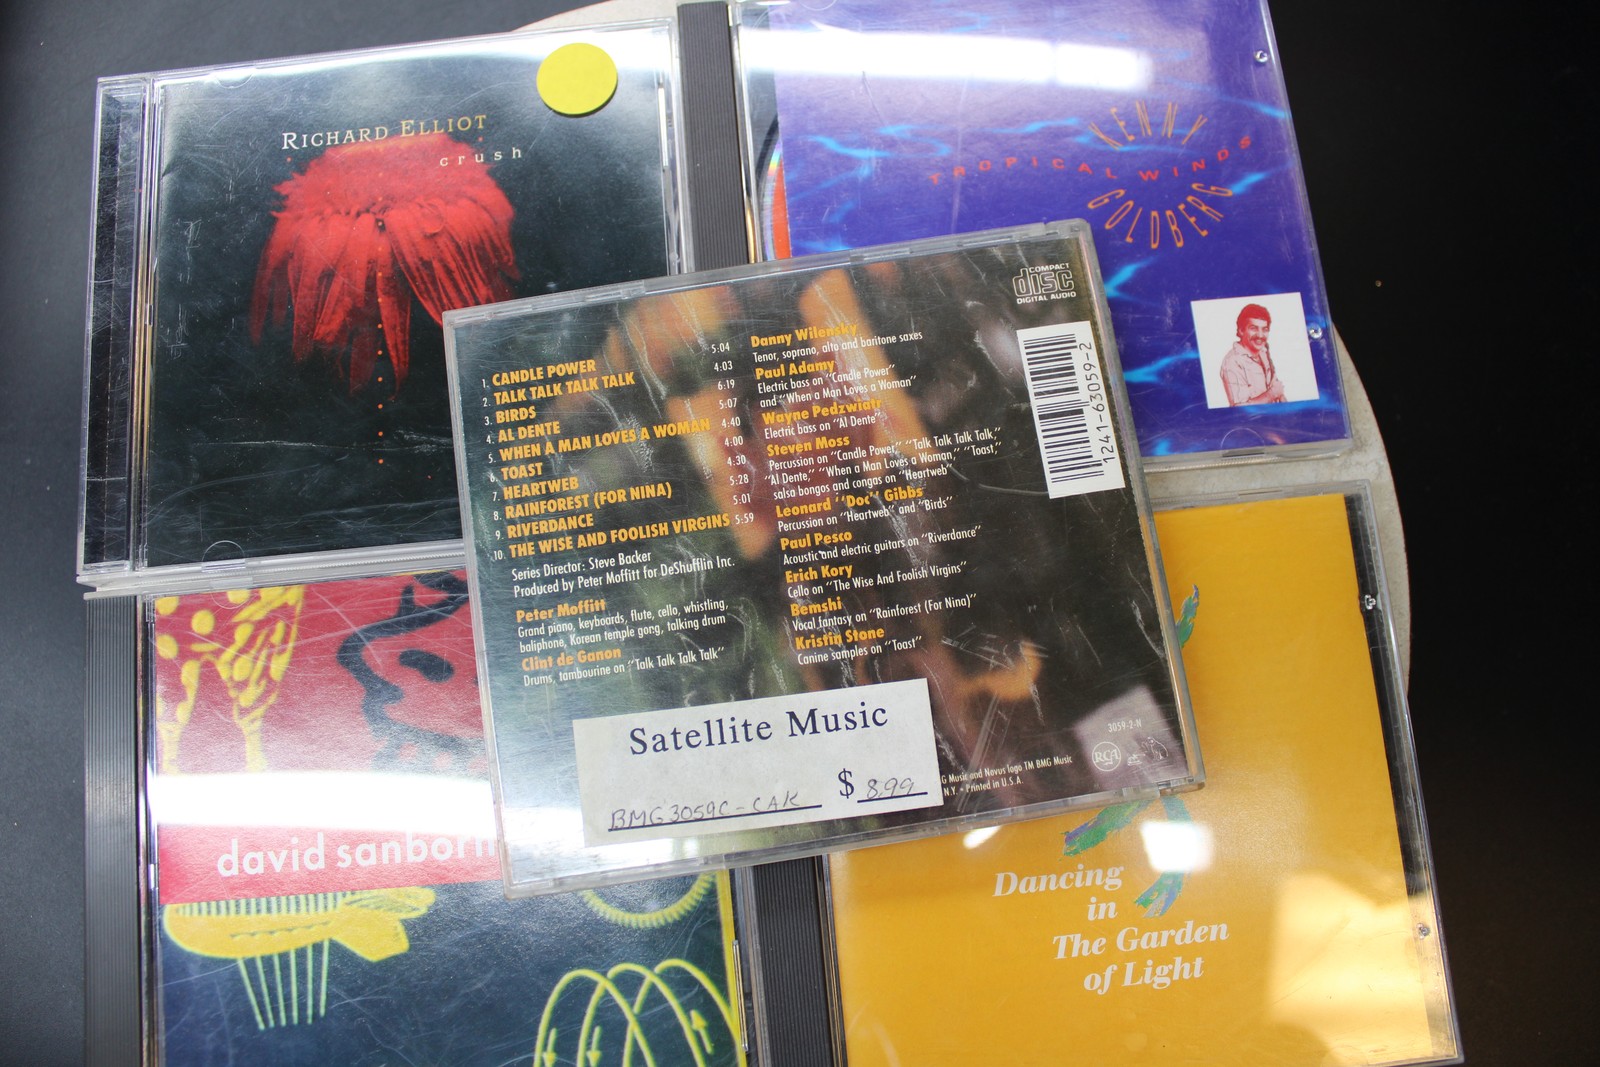 RICHARD ELLIOT
crush
KENNY
TROPICAL WINDS
GOLDBERG
COMPACT
disc
DIGITAL AUDIO
1. CANDLE POWER 5:04
2. TALK TALK TALK TALK 4:03
3. BIRDS 6:19
4. AL DENTE 5:07
5. WHEN A MAN LOVES A WOMAN 4:40
6. TOAST 4:00
7. HEARTWEB 4:30
8. RAINFOREST (FOR NINA) 5:28
9. RIVERDANCE 5:01
10. THE WISE AND FOOLISH VIRGINS 5:59
Series Director: Steve Backer
Produced by Peter Moffitt for DeShufflin Inc.
Peter Moffitt
Grand piano, keyboards, flute, cello, whistling,
baliphone, Korean temple gong, talking drum
Clint de Ganon
Drums, tambourine on "Talk Talk Talk Talk"
Danny Wilensky
Tenor, soprano, alto and baritone saxes
Paul Adamy
Electric bass on "Candle Power"
and "When a Man Loves a Woman"
Wayne Pedzwiatr
Electric bass on "Al Dente"
Steven Moss
Percussion on "Candle Power," "Talk Talk Talk Talk,"
"Al Dente," "When a Man Loves a Woman," "Toast,"
salsa bongos and congas on "Heartweb"
Leonard "Doc" Gibbs
Percussion on "Heartweb" and "Birds"
Paul Pesco
Acoustic and electric guitars on "Riverdance"
Erich Kory
Cello on "The Wise And Foolish Virgins"
Bemshi
Vocal fantasy on "Rainforest (For Nina)"
Kristin Stone
Canine samples on "Toast"
1241-63059-2
3059-2-N
RCA
G Music and Novus logo TM BMG Music
N.Y. • Printed in U.S.A.
Satellite Music
BMG3059C-CAK $ 8.99
david sanborn
Dancing
in
The Garden
of Light